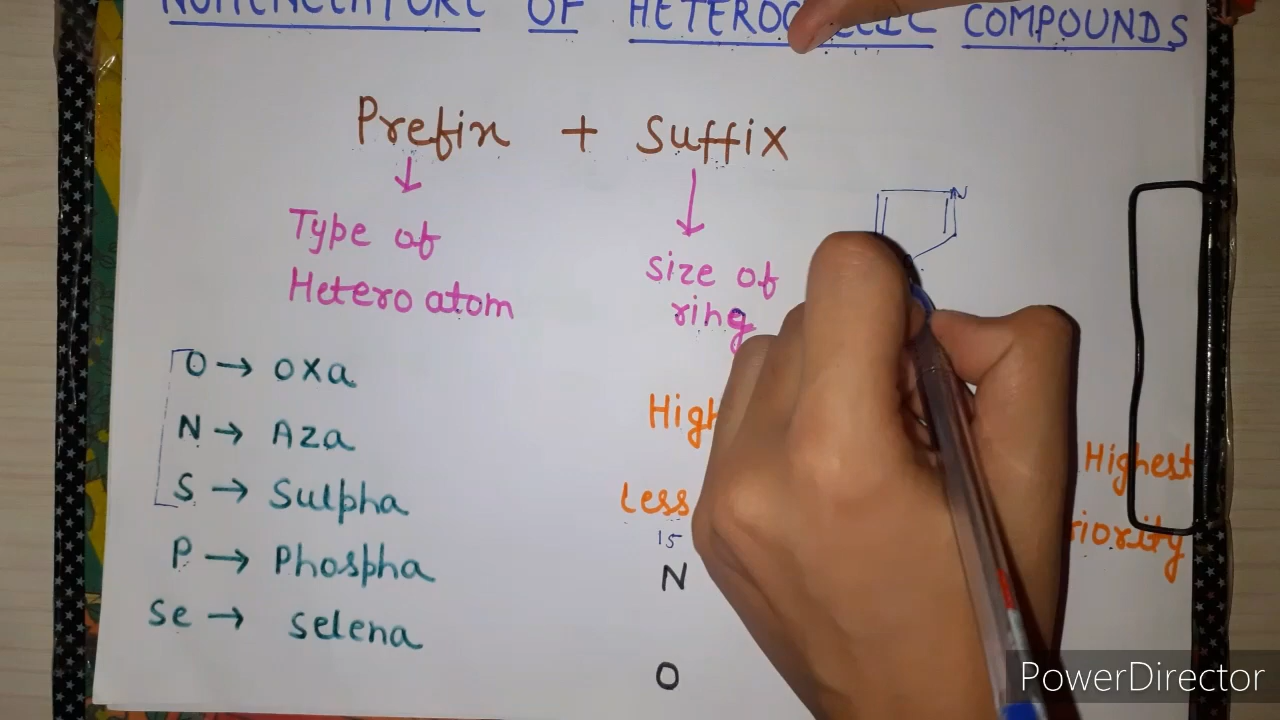 NOMENCLATURE OF COMPOUNDS
Prefix + Suffix
Type of
Hetero atom
size of
ring
N
O → oxa
N → Aza
S → Sulpha
P → Phospha
Se → selena
Less
15
N
O
Highest
PowerDirector